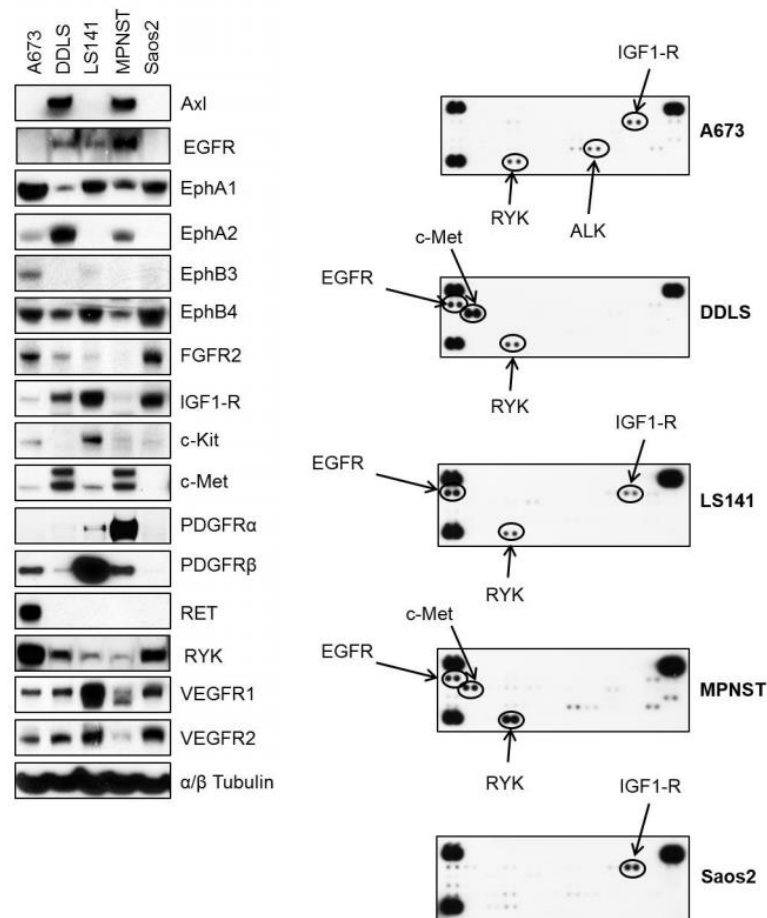 A673
DDLS
LS141
MPNST
Saos2
Axl
EGFR
EphA1
EphA2
EphB3
EphB4
FGFR2
IGF1-R
c-Kit
c-Met
PDGFRα
PDGFRβ
RET
RYK
VEGFR1
VEGFR2
α/β Tubulin
IGF1-R
A673
RYK
ALK
c-Met
EGFR
DDLS
RYK
IGF1-R
EGFR
LS141
RYK
c-Met
EGFR
MPNST
RYK
IGF1-R
Saos2